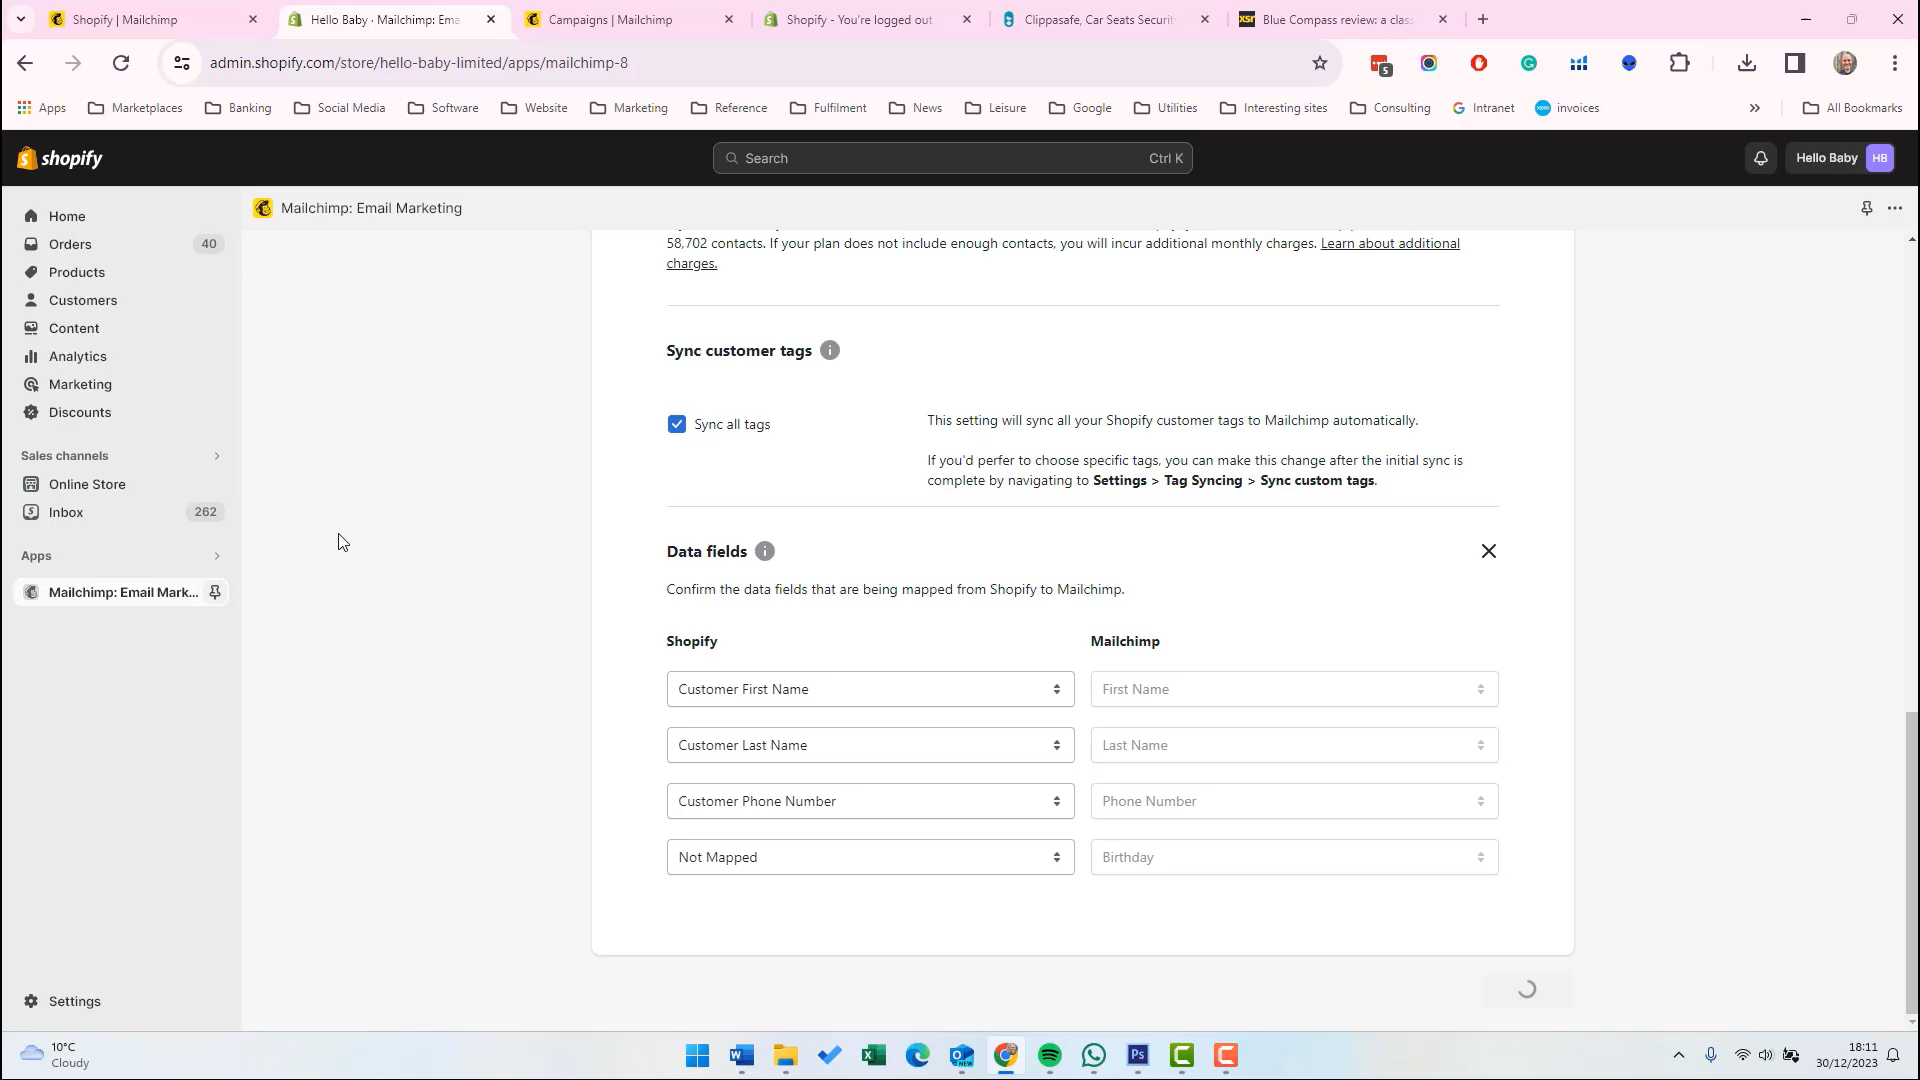 Shopify | Mailchimp
Hello Baby · Mailchimp: Ema
Campaigns | Mailchimp
Shopify - You're logged out
Clippasafe, Car Seats Securit
XSR
Blue Compass review: a clas
admin.shopify.com/store/hello-baby-limited/apps/mailchimp-8
5
Apps
Marketplaces
Banking
Social Media
Software
Website
Marketing
Reference
Fulfilment
News
Leisure
Google
Utilities
Interesting sites
Consulting
Intranet
invoices
All Bookmarks
shopify
Search
Ctrl K
Hello Baby
HB
Home
Orders
40
Products
Customers
Content
Analytics
Marketing
Discounts
Sales channels
Online Store
Inbox
262
Apps
Mailchimp: Email Mark...
Settings
Mailchimp: Email Marketing
58,702 contacts. If your plan does not include enough contacts, you will incur additional monthly charges. Learn about additional
charges.
Sync customer tags
Sync all tags
This setting will sync all your Shopify customer tags to Mailchimp automatically.
If you'd perfer to choose specific tags, you can make this change after the initial sync is
complete by navigating to Settings > Tag Syncing > Sync custom tags.
Data fields
Confirm the data fields that are being mapped from Shopify to Mailchimp.
Shopify
Mailchimp
Customer First Name
First Name
Customer Last Name
Last Name
Customer Phone Number
Phone Number
Not Mapped
Birthday
10°C
Cloudy
18:11
30/12/2023